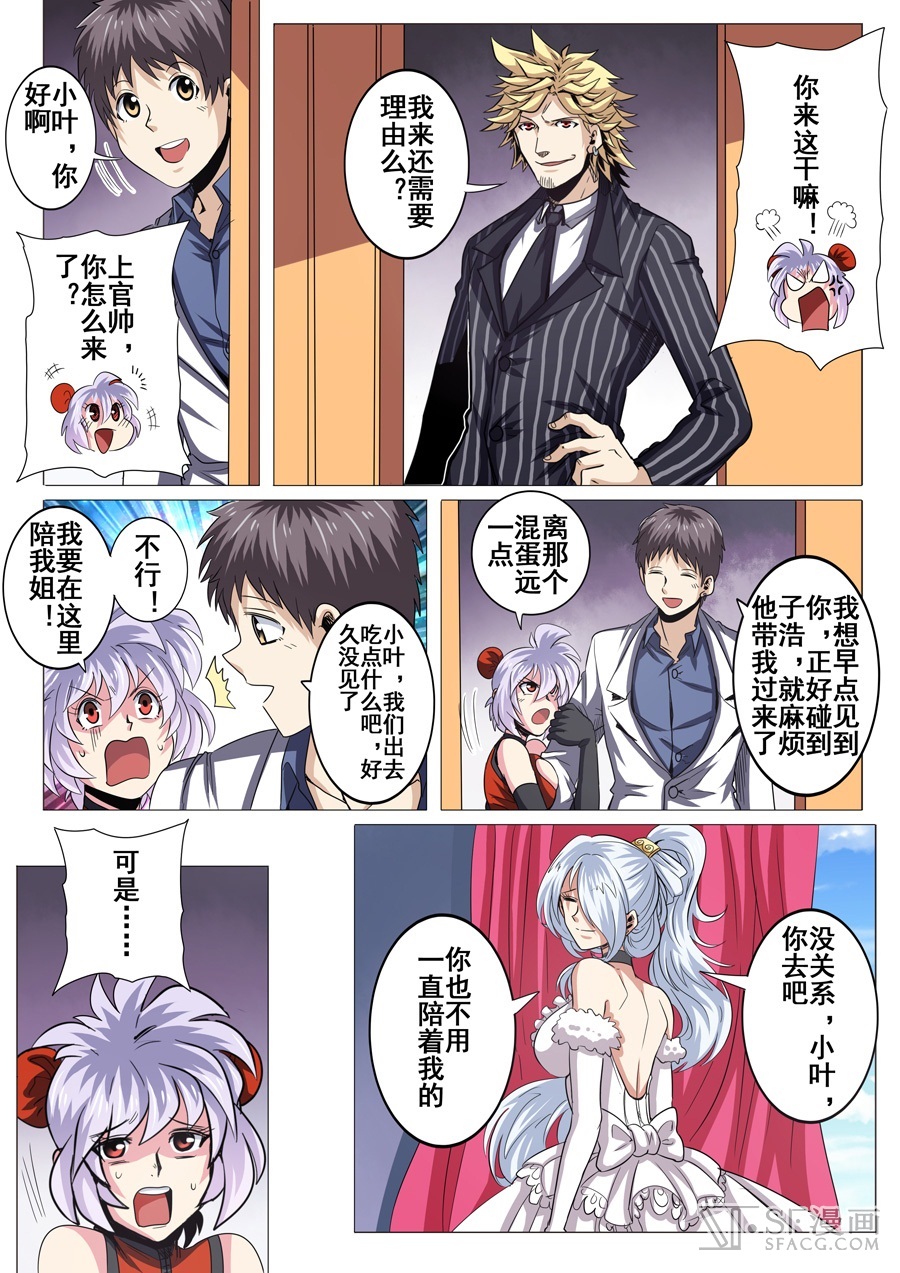 你来这干嘛！
我来还需要
理由么？
小叶，你
好啊
上官帅，
你怎么来
了？
我想早点见到
你，正好碰到
子浩，就麻烦
他带我过来了
离那个
混蛋远
一点
小叶，我们出去
吃点什么吧，好
久没见了
不行！
我要在这里
陪我姐！
没关系，小叶，
你去吧
你也不用
一直陪着我的
可是……
SF漫画
SFACG.COM